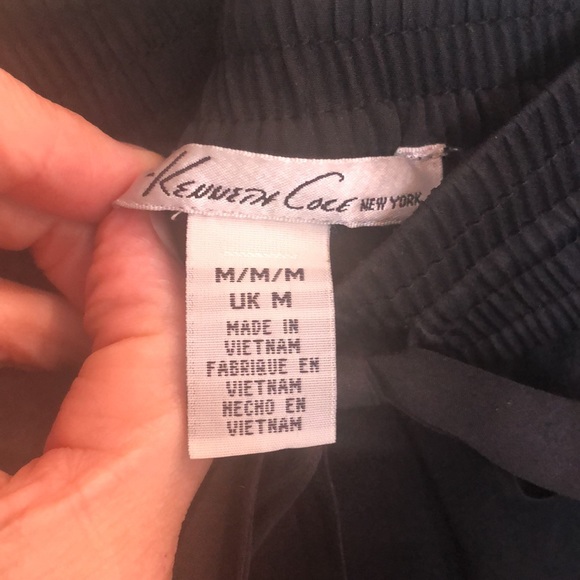 KENNETH COLE NEW YORK
M/M/M
UK M
MADE IN
VIETNAM
FABRIQUE EN
VIETNAM
HECHO EN
VIETNAM